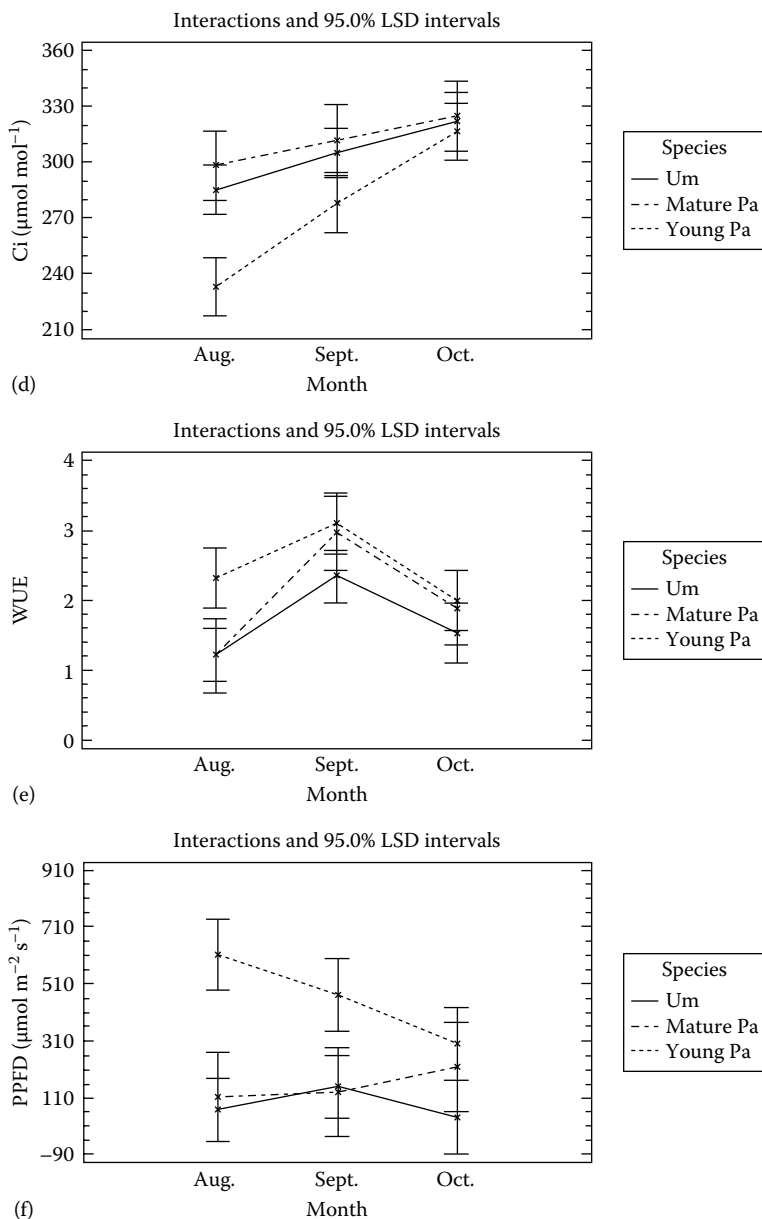 Interactions and 95.0% LSD intervals
360
330
300
270
240
210
Ci (μmol mol⁻¹)
Aug.
Sept.
Oct.
Month
Species
Um
Mature Pa
Young Pa
(d)
Interactions and 95.0% LSD intervals
4
3
2
1
0
WUE
Aug.
Sept.
Oct.
Month
Species
Um
Mature Pa
Young Pa
(e)
Interactions and 95.0% LSD intervals
910
710
510
310
110
−90
PPFD (μmol m⁻² s⁻¹)
Aug.
Sept.
Oct.
Month
Species
Um
Mature Pa
Young Pa
(f)